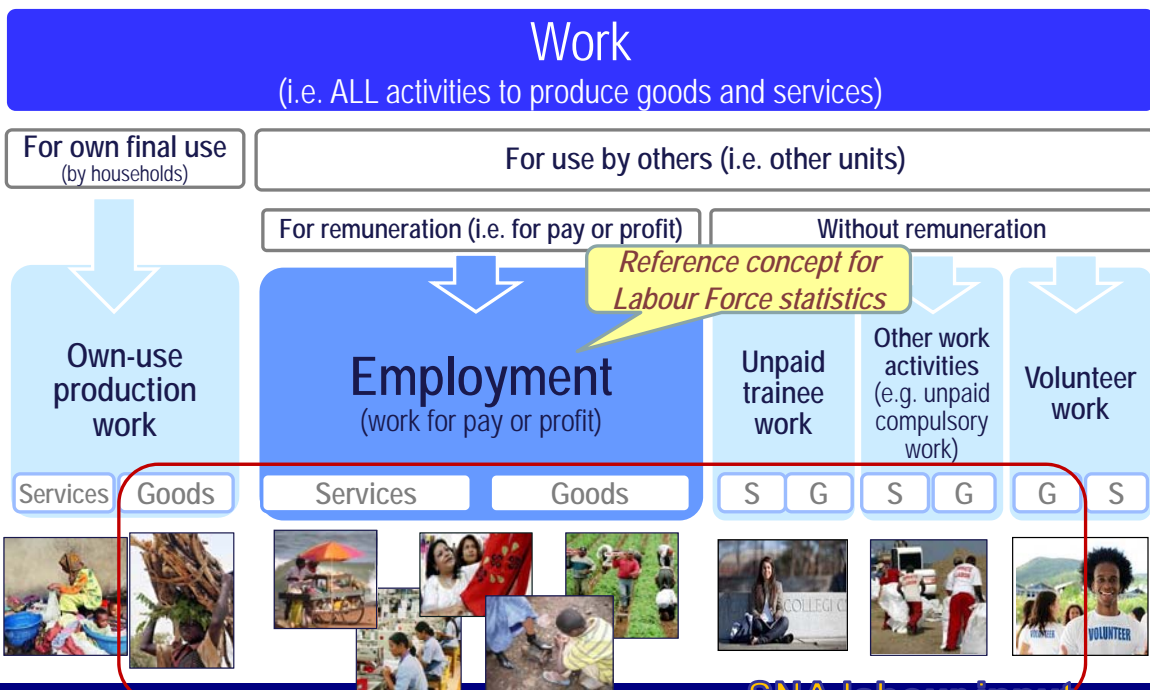 Work
(i.e. ALL activities to produce goods and services)
For own final use
(by households)
For use by others (i.e. other units)
For remuneration (i.e. for pay or profit)
Without remuneration
Reference concept for
Labour Force statistics
Own-use
production
work
Employment
(work for pay or profit)
Unpaid
trainee
work
Other work
activities
(e.g. unpaid
compulsory
work)
Volunteer
work
Services
Goods
Services
Goods
S
G
S
G
G
S
VOLUNTEER
VOLUNTEER
SNA labour input